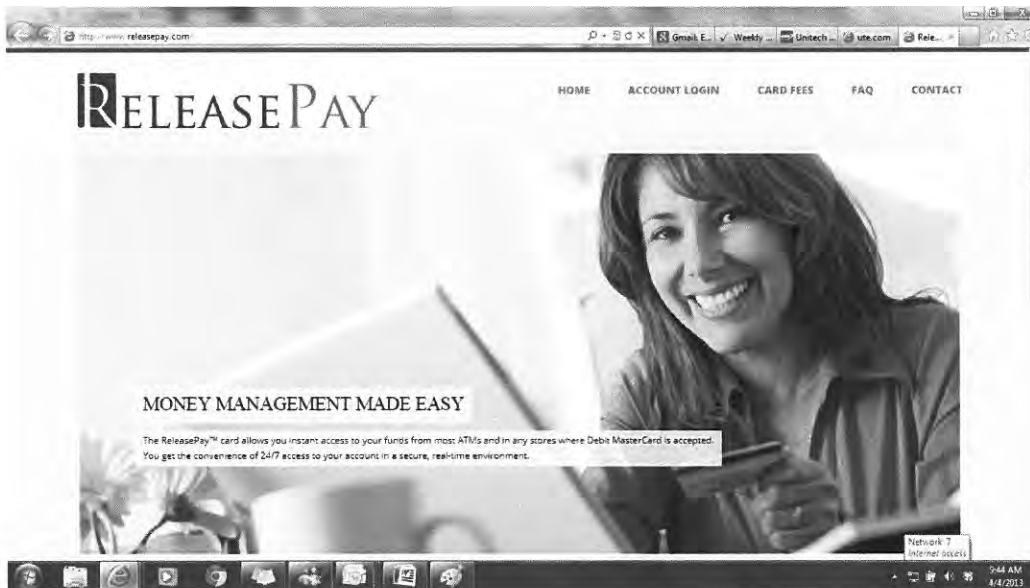 http://www.releasepay.com
Gmail: E...
Weekly ...
Unitech ...
ute.com
Rele...
RELEASEPAY
HOME
ACCOUNT LOGIN
CARD FEES
FAQ
CONTACT
MONEY MANAGEMENT MADE EASY
The ReleasePay™ card allows you instant access to your funds from most ATMs and in any stores where Debit MasterCard is accepted.
You get the convenience of 24/7 access to your account in a secure, real-time environment.
Network 7
Internet access
9:44 AM
4/4/2013